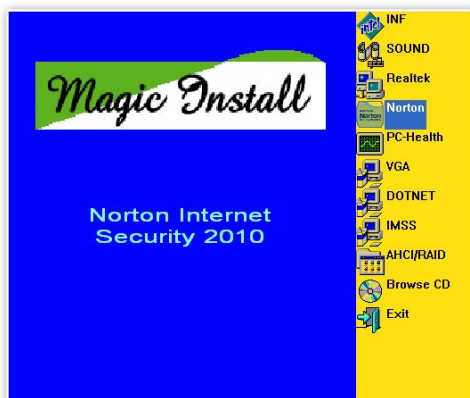 Magic Install
Norton Internet
Security 2010
INF
SOUND
Realtek
Norton
PC-Health
VGA
DOTNET
IMSS
AHCI/RAID
Browse CD
Exit